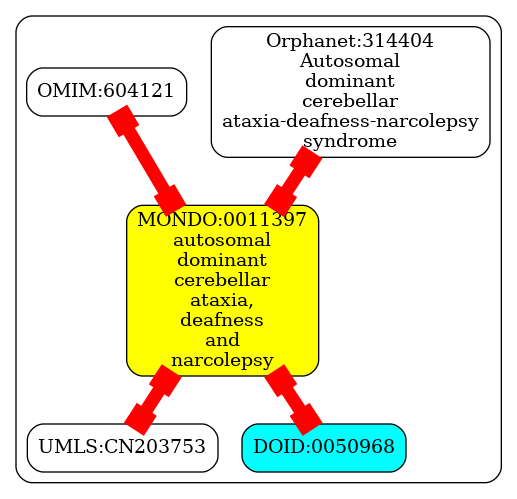 OMIM:604121
Orphanet:314404
Autosomal
dominant
cerebellar
ataxia-deafness-narcolepsy
syndrome
MONDO:0011397
autosomal
dominant
cerebellar
ataxia,
deafness
and
narcolepsy
UMLS:CN203753
DOID:0050968